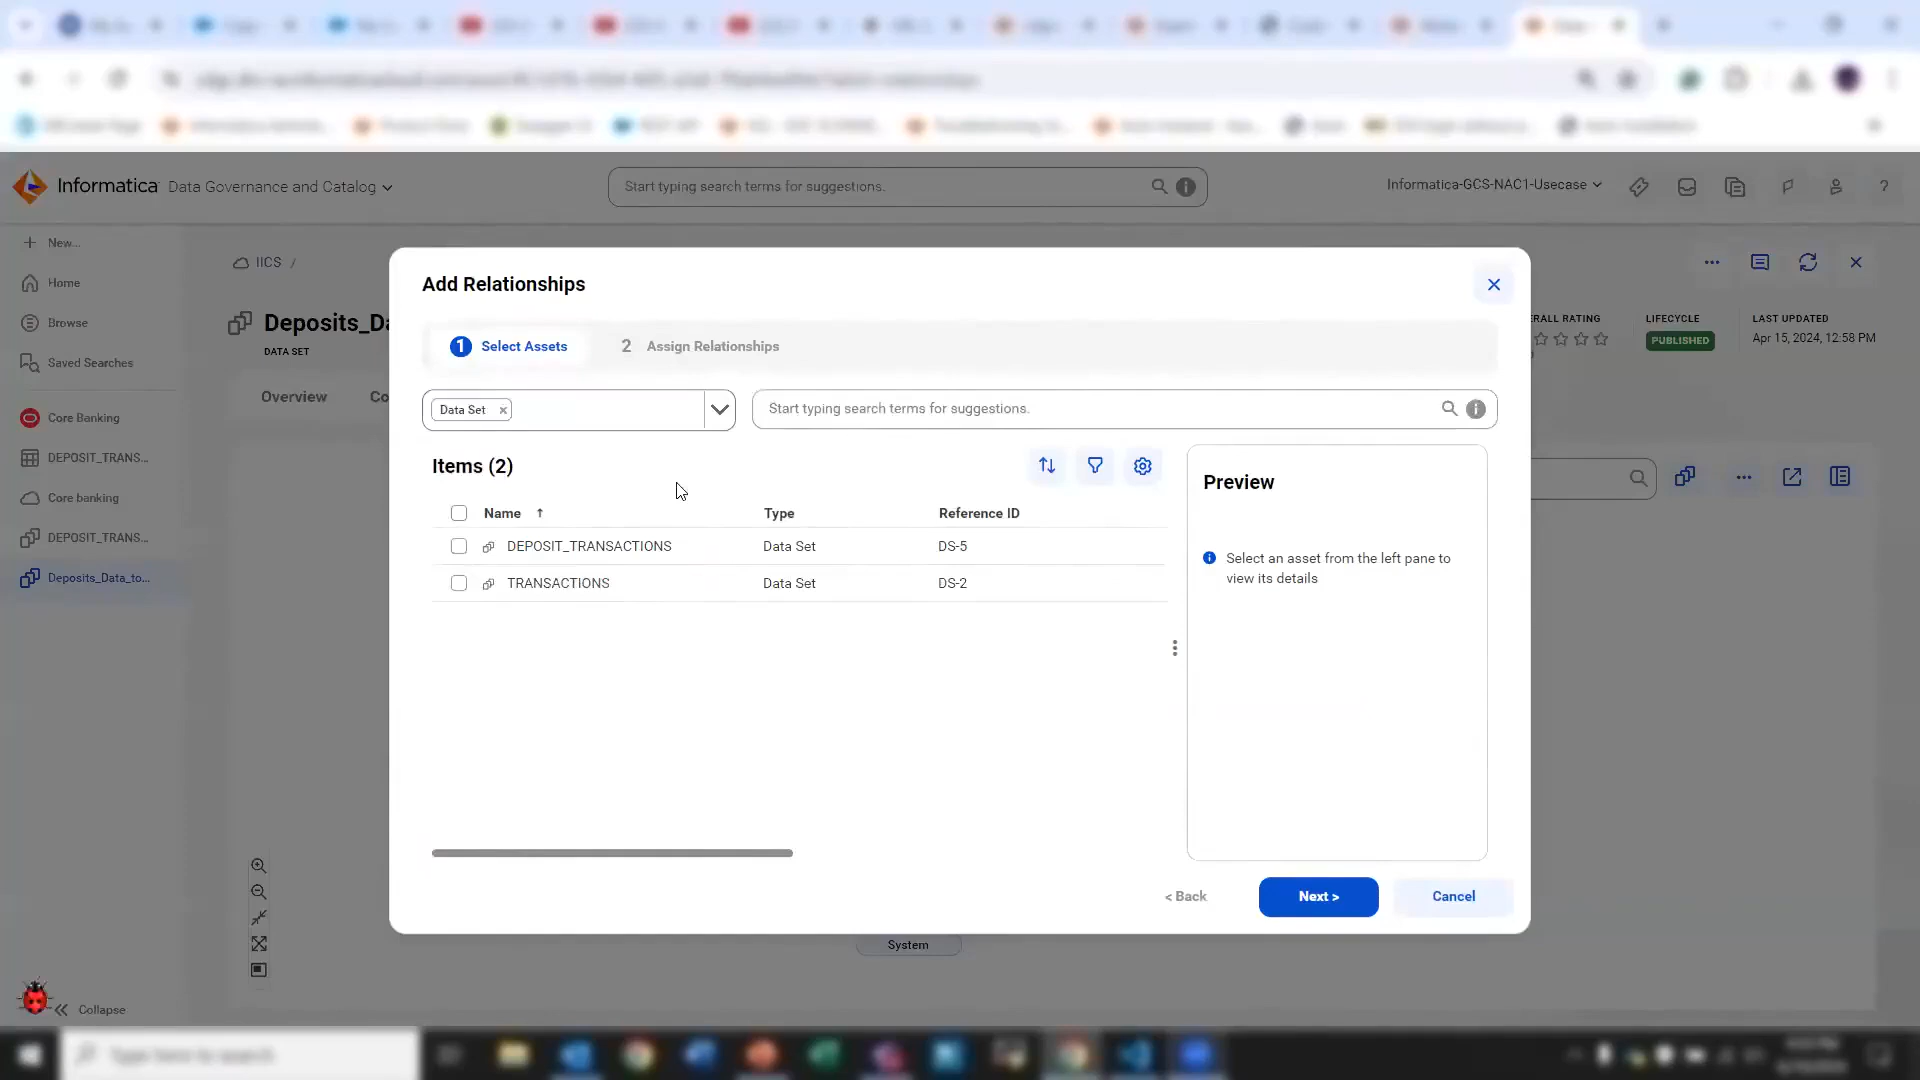 Informatica Data Governance and Catalog
Start typing search terms for suggestions.
Informatica-GCS-NAC1-Usecase
New...
Home
Browse
Saved Searches
Core Banking
DEPOSIT_TRANS...
Core banking
DEPOSIT_TRANS...
Deposits_Data_to...
Collapse
IICS /
Deposits_Da
DATA SET
Overview
Co
ERALL RATING
LIFECYCLE
PUBLISHED
LAST UPDATED
Apr 15, 2024, 12:58 PM
Add Relationships
1 Select Assets
2 Assign Relationships
Data Set
Start typing search terms for suggestions.
Items (2)
Name Type Reference ID
DEPOSIT_TRANSACTIONS Data Set DS-5
TRANSACTIONS Data Set DS-2
Preview
Select an asset from the left pane to
view its details
< Back
Next >
Cancel
System
Type here to search